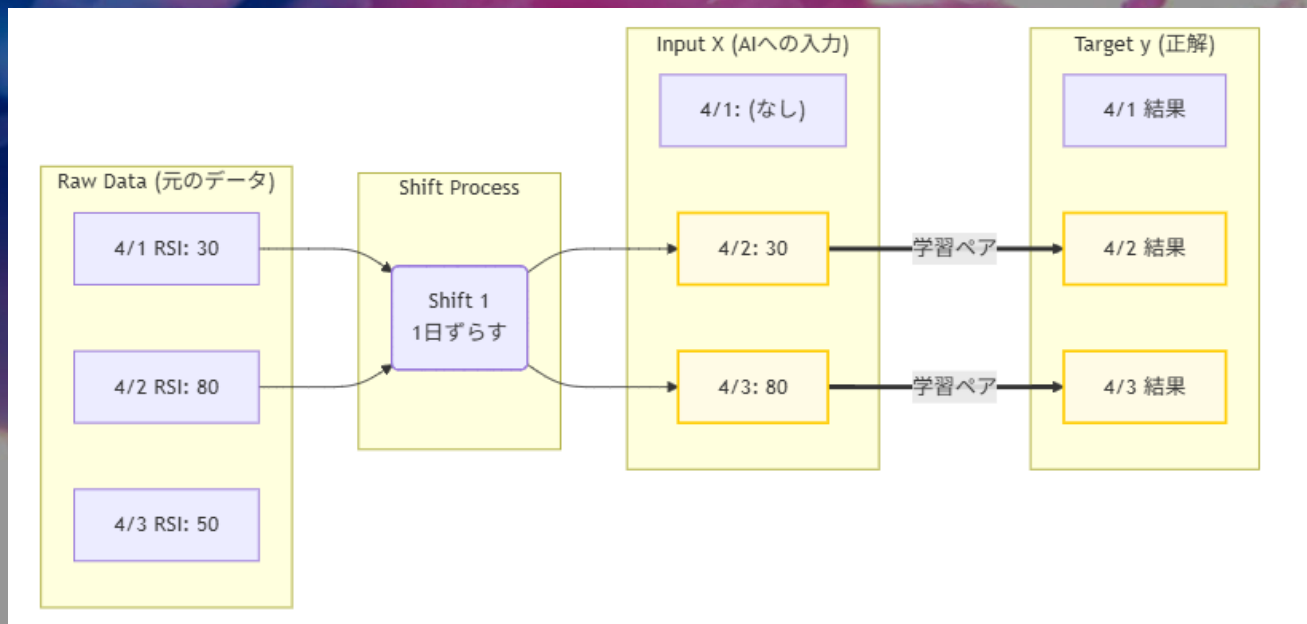 Raw Data (元のデータ)
4/1 RSI: 30
4/2 RSI: 80
4/3 RSI: 50
Shift Process
Shift 1
1日ずらす
Input X (AIへの入力)
4/1: (なし)
4/2: 30
4/3: 80
学習ペア
学習ペア
Target y (正解)
4/1 結果
4/2 結果
4/3 結果